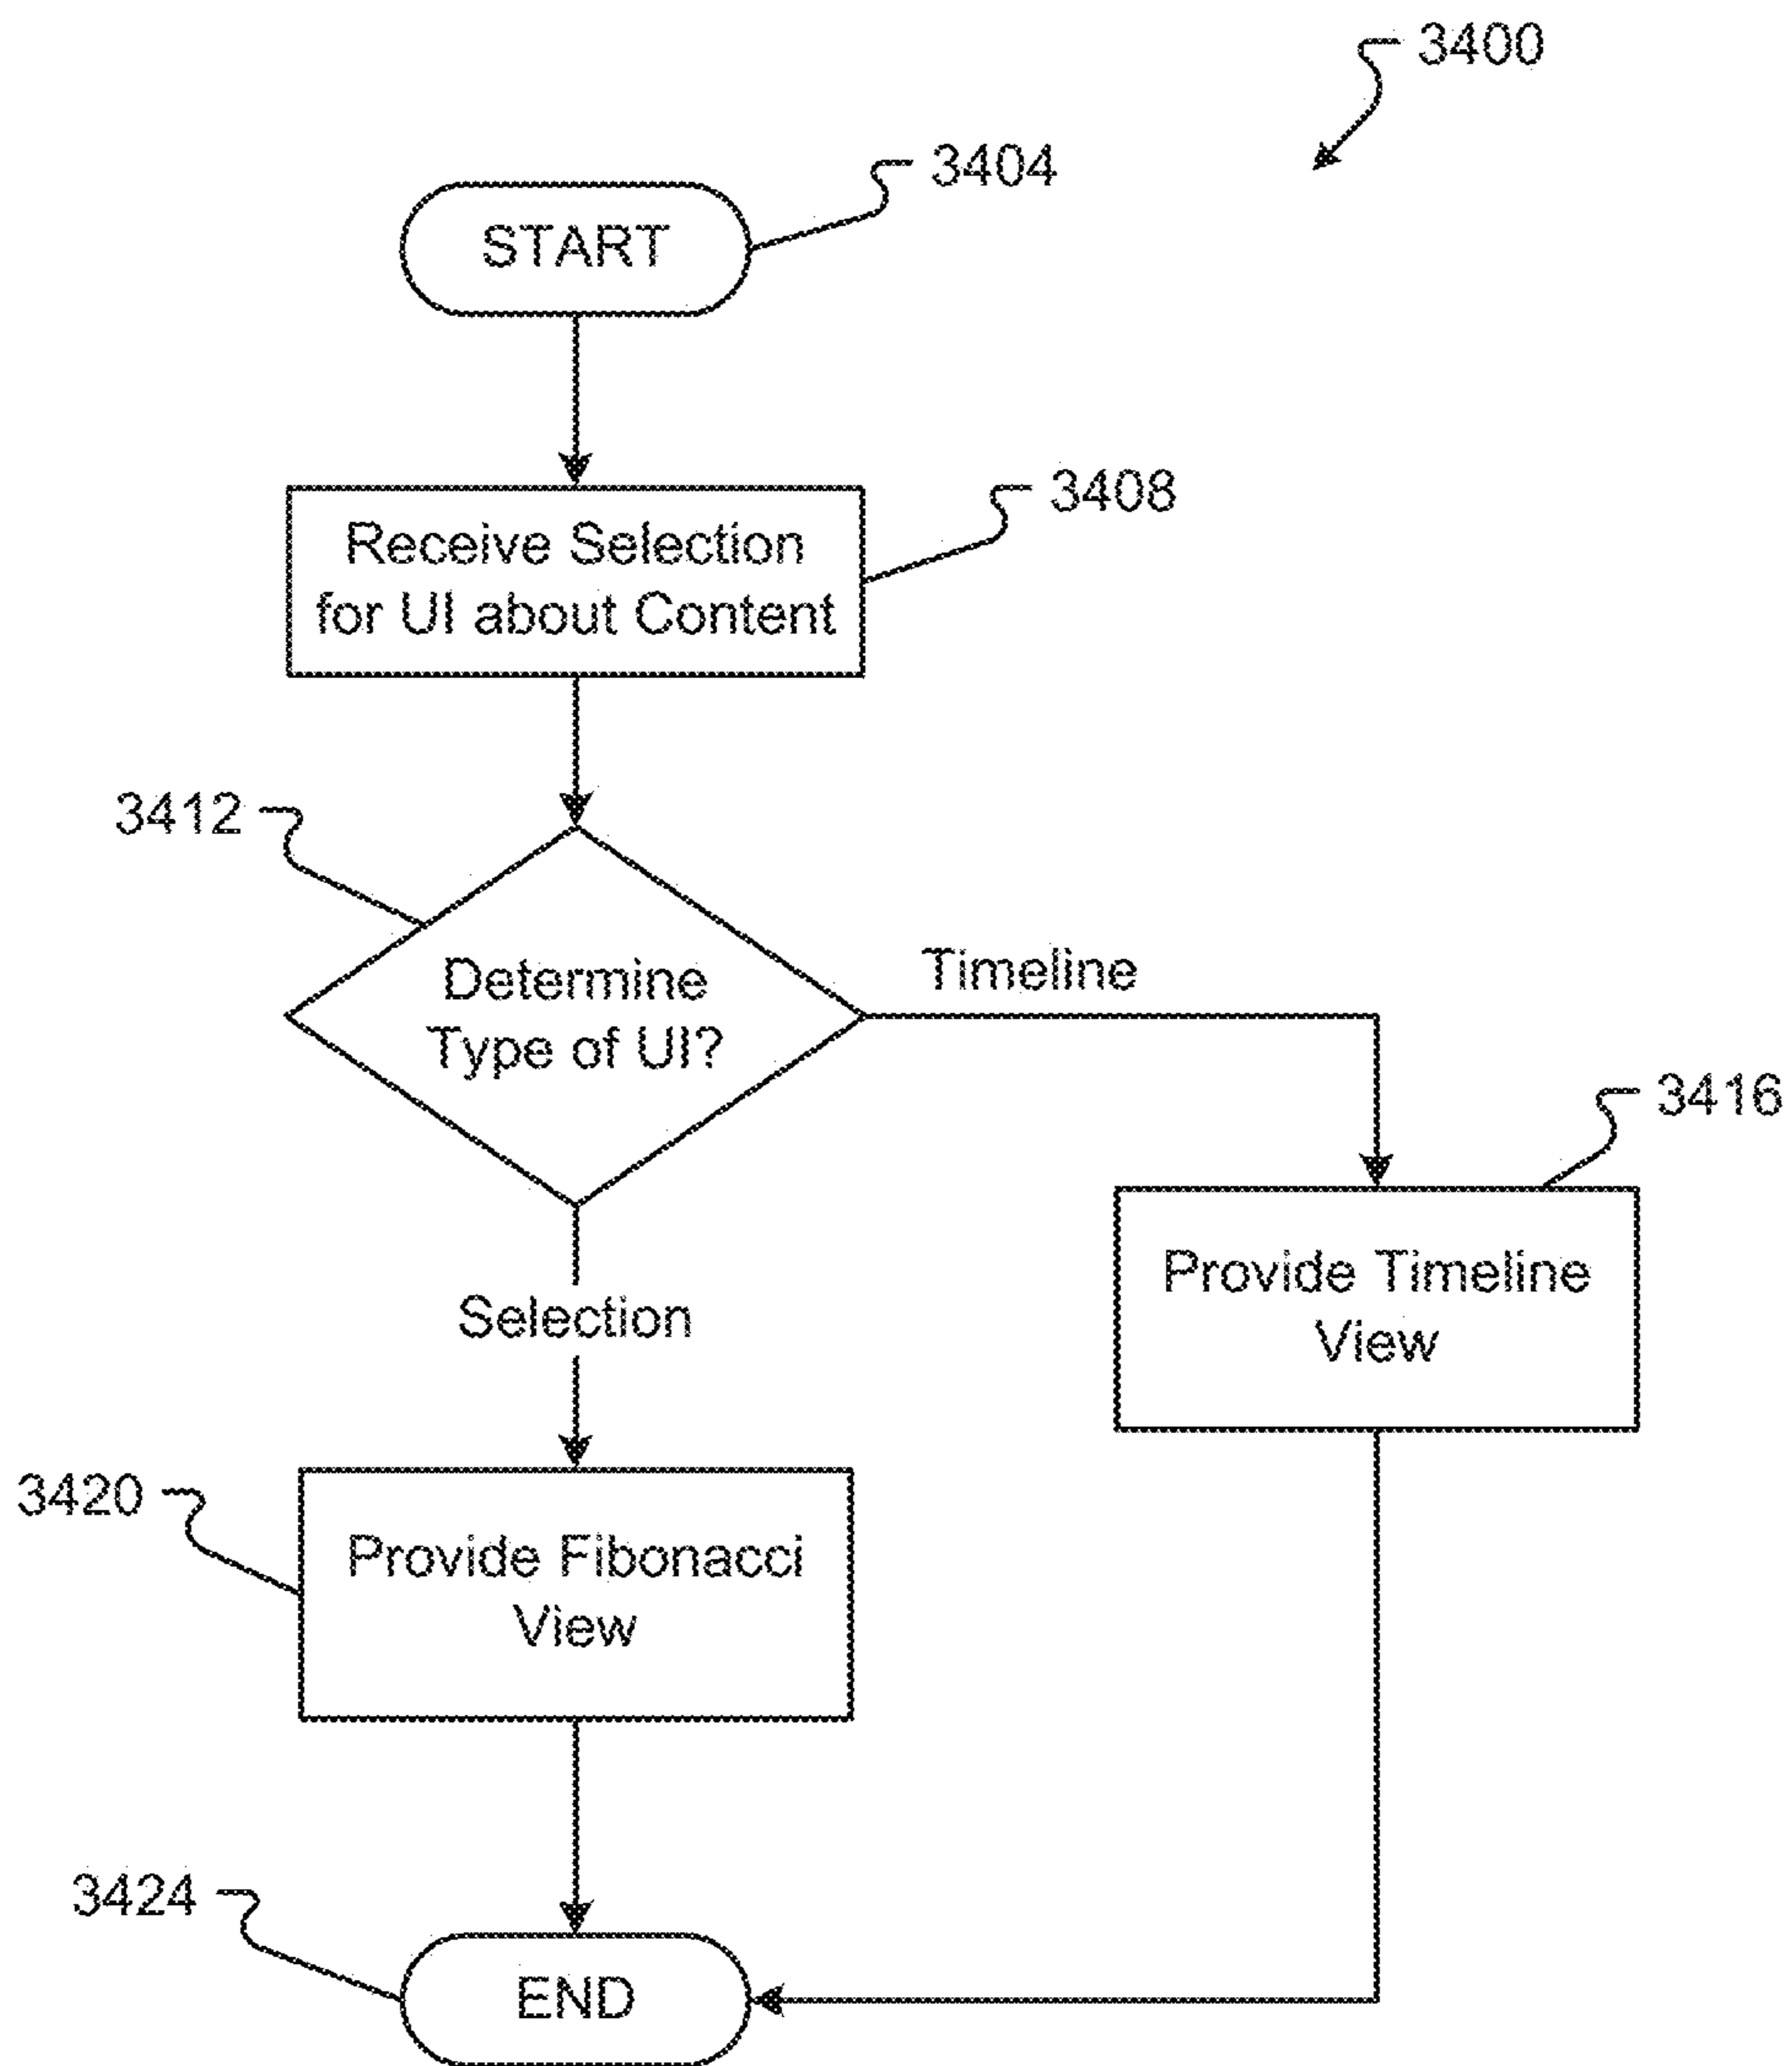 3400
3404
START
3408
Receive Selection
for UI about Content
3412
Determine
Type of UI?
Timeline
3416
Provide Timeline
View
Selection
3420
Provide Fibonacci
View
3424
END